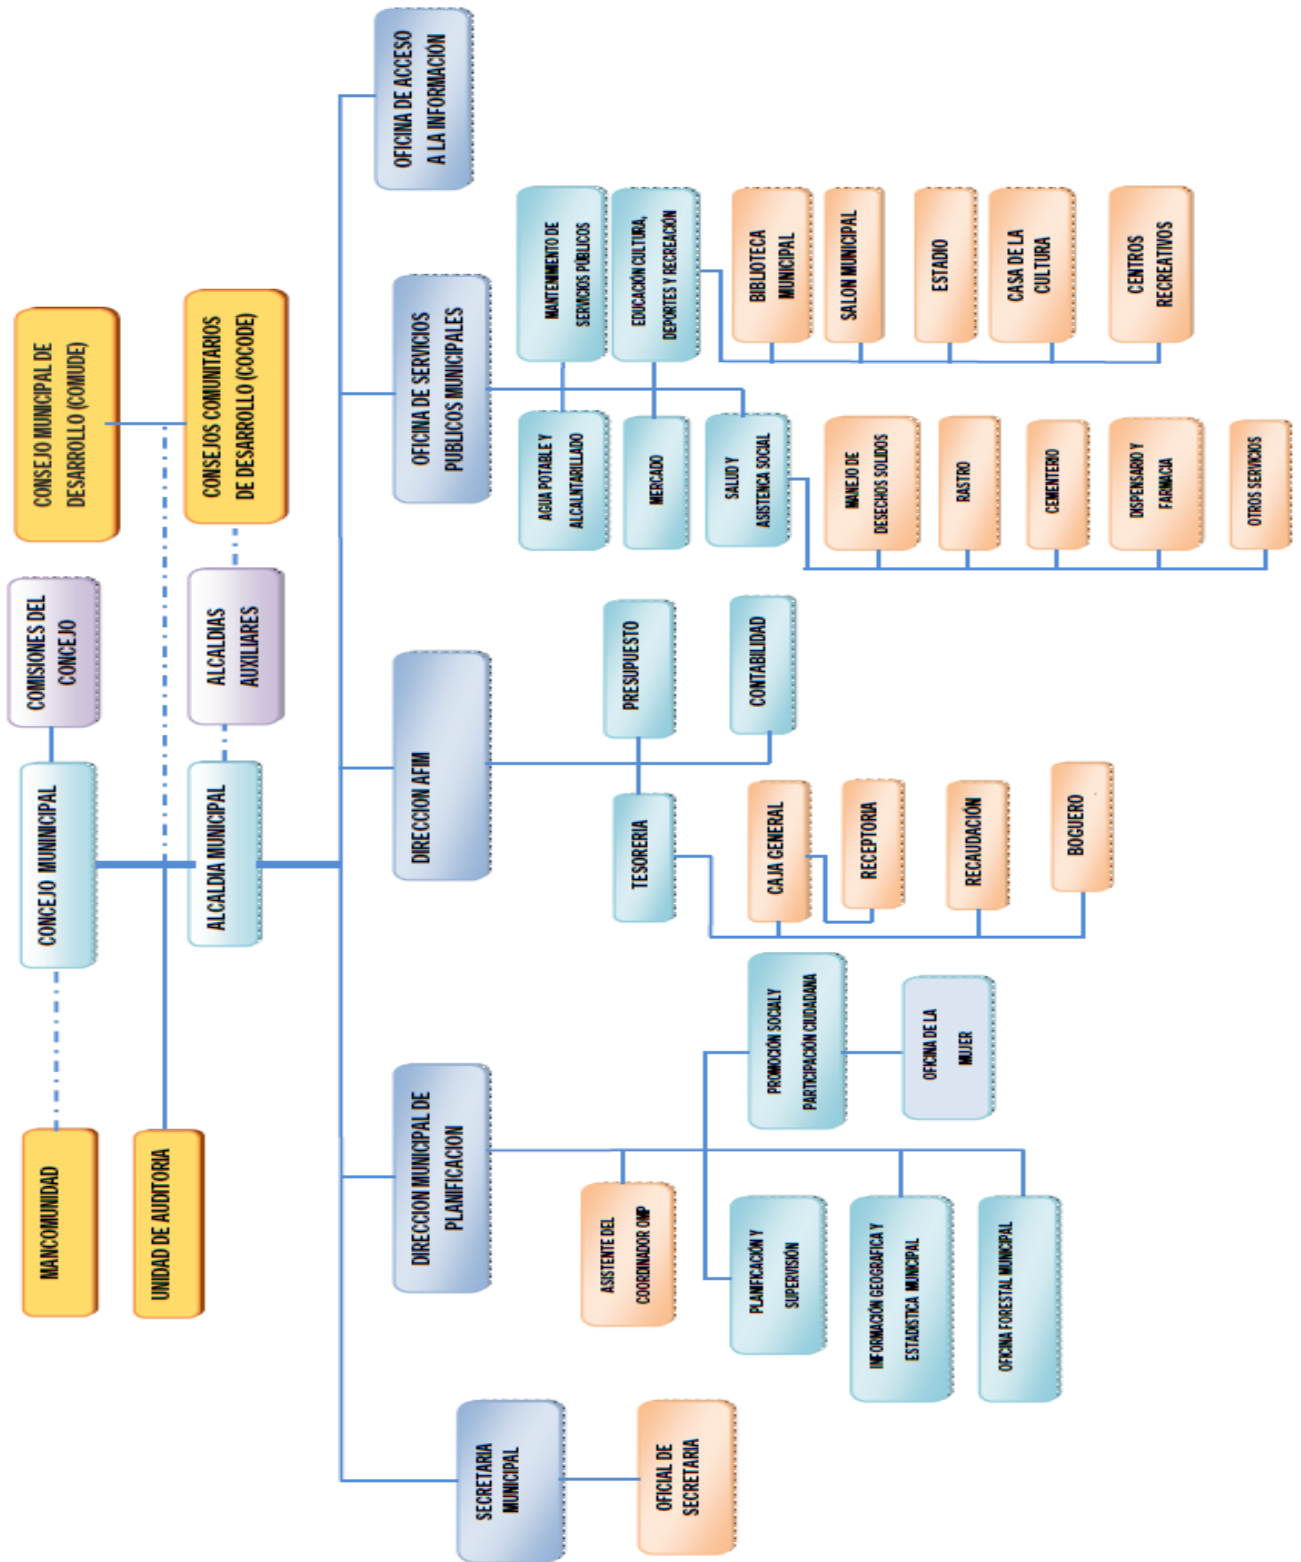 CONSEJO MUNICIPAL DE
DESARROLLO (COMUDE)
COMISIONES DEL
CONCEJO
CONCEJO MUNINICIPAL
MANCOMUNIDAD
UNIDAD DE AUDITORIA
CONSEJOS COMUNITARIOS
DE DESARROLLO (COCODE)
ALCALDIAS
AUXILIARES
ALCALDIA MUNICIPAL
SECRETARIA
MUNICIPAL
OFICIAL DE
SECRETARIA
DIRECCION MUNICIPAL DE
PLANIFICACION
ASISTENTE DEL
COORDINADOR OMP
PLANIFICACIÓN Y
SUPERVISIÓN
PROMOCIÓN SOCIAL Y
PARTICIPACIÓN CIUDADANA
OFICINA DE LA
MUJER
INFORMACIÓN GEOGRAFICA Y
ESTADISTICA MUNICIPAL
OFICINA FORESTAL MUNICIPAL
DIRECCION AFIM
TESORERIA
PRESUPUESTO
CONTABILIDAD
CAJA GENERAL
RECEPTORIA
RECAUDACIÓN
BOGUERO
OFICINA DE SERVICIOS
PUBLICOS MUNICIPALES
AGUA POTABLE Y
ALCALNTARILLADO
MANTENIMIENTO DE
SERVICIOS PÚBLICOS
MERCADO
EDUCACIÓN CULTURA,
DEPORTES Y RECREACIÓN
SALUD Y
ASISTENCA SOCIAL
MANEJO DE
DESECHOS SOLIDOS
RASTRO
CEMENTERIO
DISPENSARIO Y
FARMACIA
OTROS SERVICIOS
BIBLIOTECA
MUNICIPAL
SALON MUNICIPAL
ESTADIO
CASA DE LA
CULTURA
CENTROS
RECREATIVOS
OFICINA DE ACCESO
A LA INFORMACIÓN